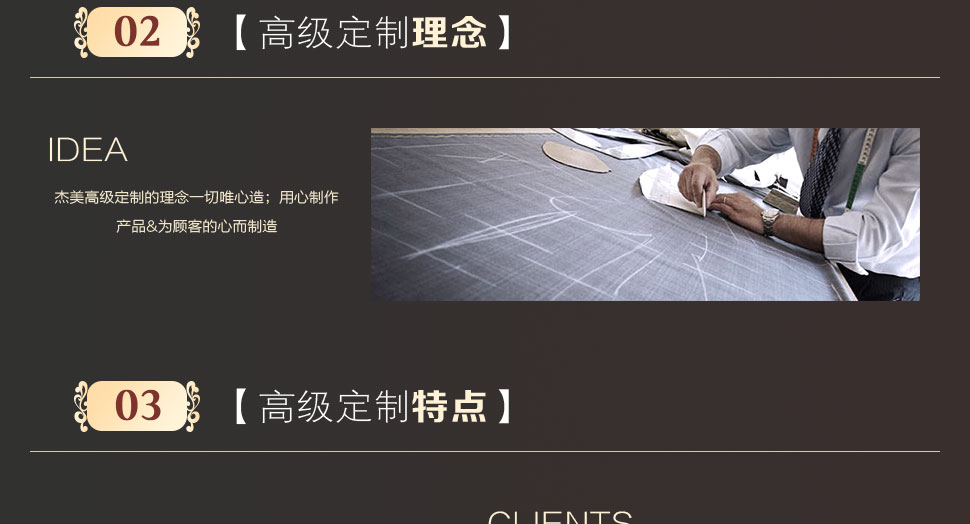 02 【高级定制理念】
IDEA
杰美高级定制的理念一切唯心造；用心制作
产品&为顾客的心而制造
03 【高级定制特点】
CLIENTS